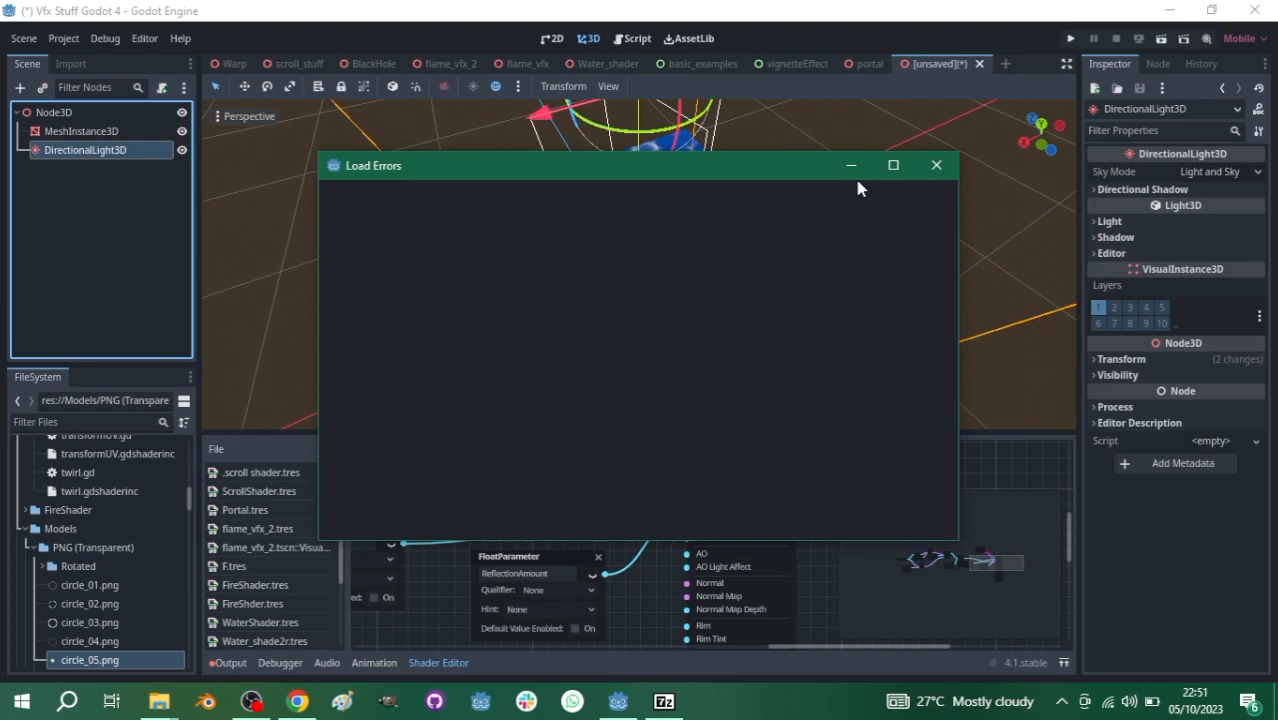 (*) Vfx Stuff Godot 4 - Godot Engine
Scene Project Debug Editor Help
2D 3D Script AssetLib
Mobile
Scene Import
Warp scroll_stuff BlackHole flame_vfx_2 flame_vfx Water_shader basic_examples vignetteEffect portal [unsaved](*)
Inspector Node History
Filter Nodes
Transform View
Node3D
MeshInstance3D
DirectionalLight3D
Perspective
DirectionalLight3D
Filter Properties
DirectionalLight3D
Sky Mode Light and Sky
Directional Shadow
Light3D
Light
Shadow
Editor
VisualInstance3D
Layers
1 2 3 4 5
6 7 8 9 10
Node3D
Transform (2 changes)
Visibility
Node
Process
Editor Description
Script <empty>
Add Metadata
Load Errors
FileSystem
res://Models/PNG (Transpare
Filter Files
transformUV.gd
transformUV.gdshaderinc
twirl.gd
twirl.gdshaderinc
FireShader
Models
PNG (Transparent)
Rotated
circle_01.png
circle_02.png
circle_03.png
circle_04.png
circle_05.png
File
.scroll shader.tres
ScrollShader.tres
Portal.tres
flame_vfx_2.tres
flame_vfx_2.tscn::Visua...
F.tres
FireShader.tres
FireShder.tres
WaterShader.tres
Water_shade2r.tres
ed: On
FloatParameter
ReflectionAmount
Qualifier: None
Hint: None
Default Value Enabled: On
AO
AO Light Affect
Normal
Normal Map
Normal Map Depth
Rim
Rim Tint
Output Debugger Audio Animation Shader Editor
4.1.stable
27°C Mostly cloudy
22:51
05/10/2023
6
7z